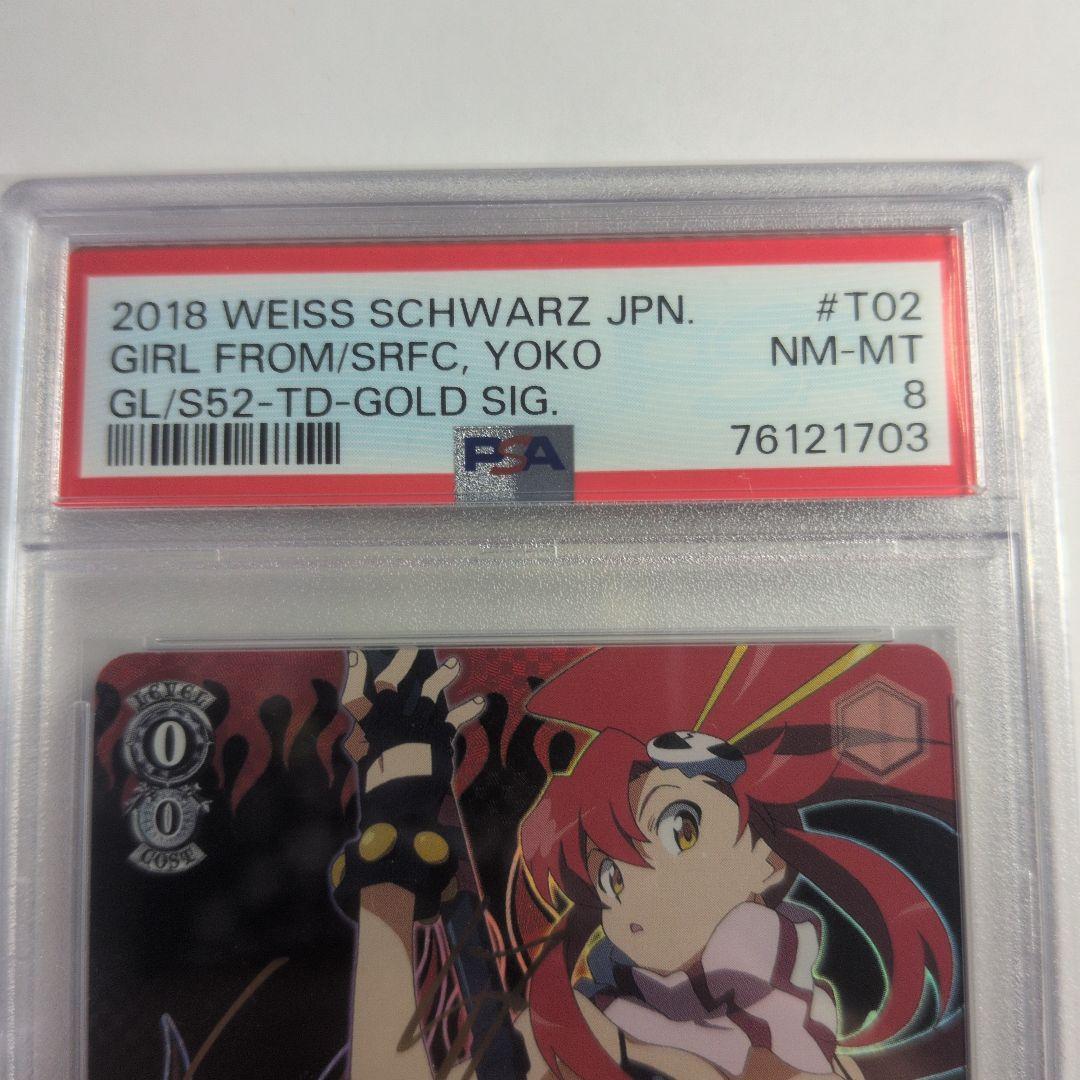 2018 WEISS SCHWARZ JPN. #T02
GIRL FROM/SRFC, YOKO NM-MT
GL/S52-TD-GOLD SIG. 8
PSA 76121703
LEVEL
0
0
COST